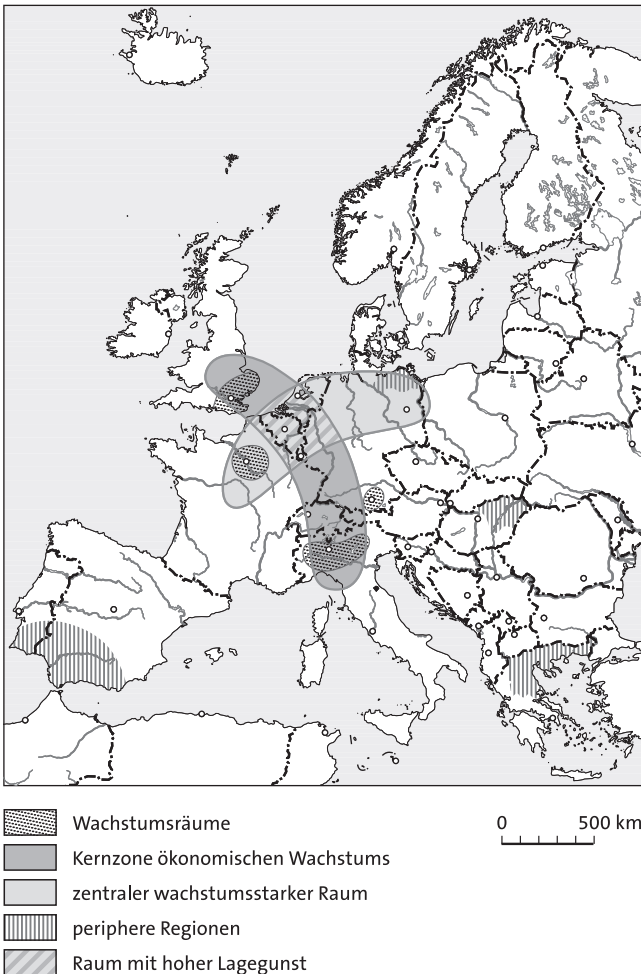 Wachstumsräume
0 500 km
Kernzone ökonomischen Wachstums
zentraler wachstumsstarker Raum
periphere Regionen
Raum mit hoher Lagegunst